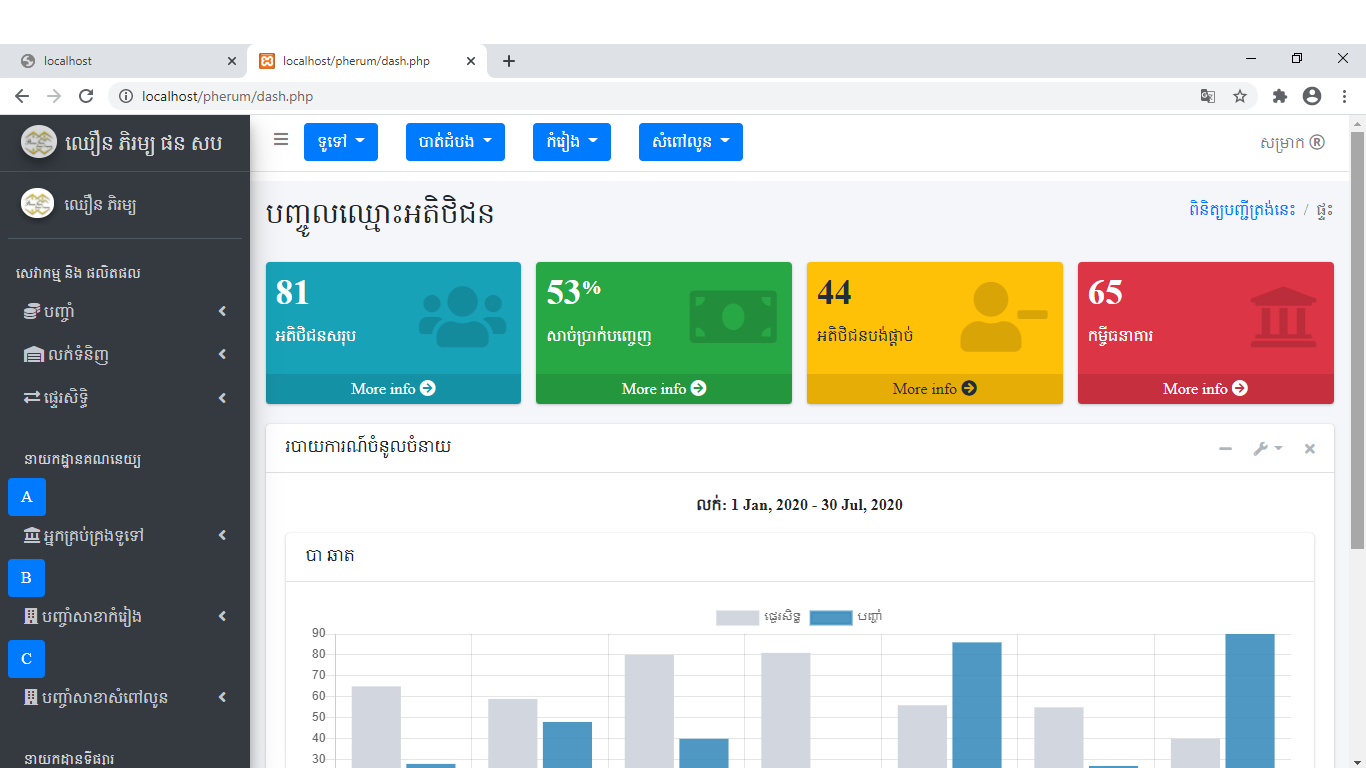 localhost
localhost/pherum/dash.php
localhost/pherum/dash.php
ឈឿន ភិរម្យ ផន សប
ទូទៅ
បាត់ដំបង
កំរៀង
សំពៅលូន
សម្រាក ®
ឈឿន ភិរម្យ
បញ្ចូលឈ្មោះអតិថិជន
ពិនិត្យបញ្ជីត្រង់នេះ / ផ្ទះ
សេវាកម្ម និង ផលិតផល
បញ្ចាំ
លក់ទំនិញ
ផ្ទេរសិទ្ធិ
81
អតិថិជនសរុប
More info
53%
សាច់ប្រាក់បញ្ចេញ
More info
44
អតិថិជនបង់ផ្តាច់
More info
65
កម្ចីធនាគារ
More info
របាយការណ៍ចំនូលចំនាយ
លក់: 1 Jan, 2020 - 30 Jul, 2020
នាយកដ្ឋានគណនេយ្យ
A
អ្នកគ្រប់គ្រងទូទៅ
B
បញ្ចាំសាខាកំរៀង
C
បញ្ចាំសាខាសំពៅលូន
នាយកដ្ឋានទីផ្សារ
បា ឆាត
ផ្ទេរសិទ្ធ
បញ្ចាំ
90
80
70
60
50
40
30